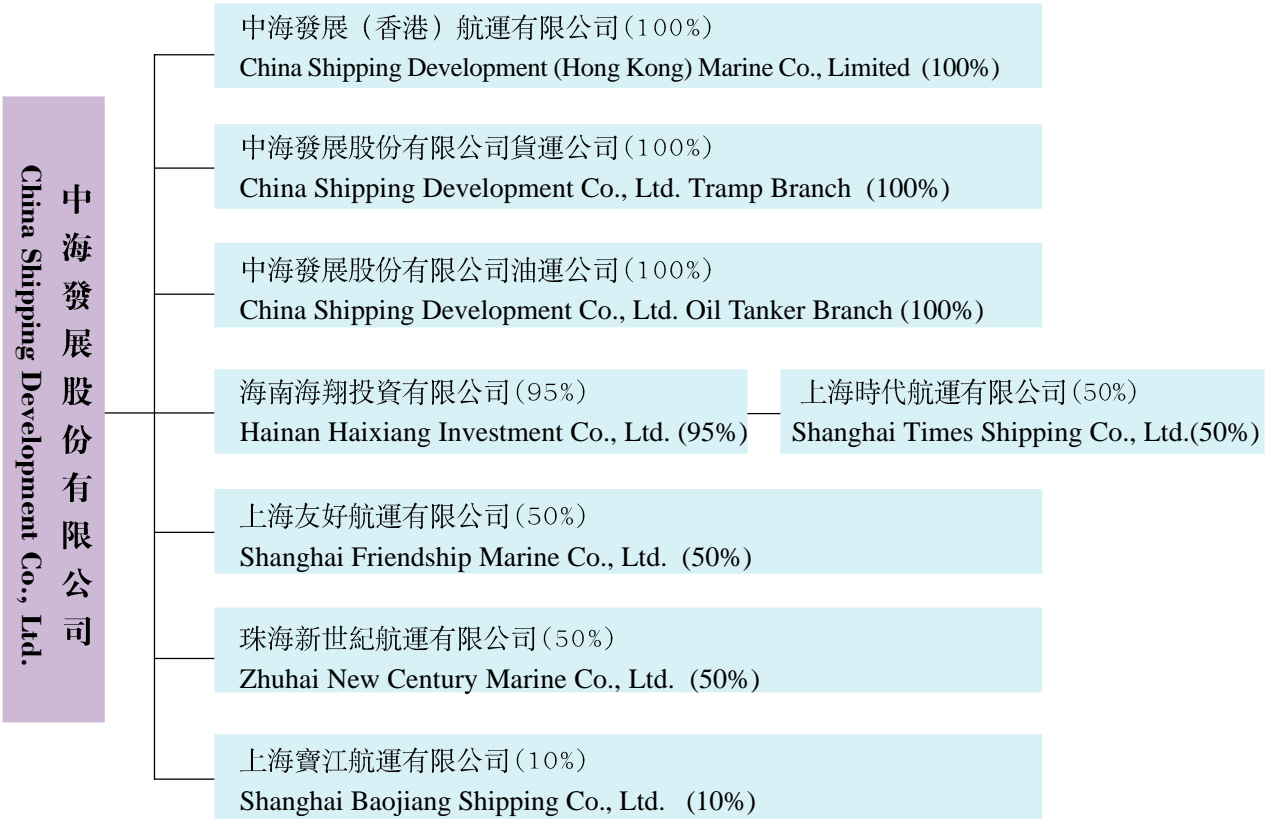 中海發展股份有限公司
China Shipping Development Co., Ltd.
中海發展（香港）航運有限公司(100%)
China Shipping Development (Hong Kong) Marine Co., Limited (100%)
中海發展股份有限公司貨運公司(100%)
China Shipping Development Co., Ltd. Tramp Branch (100%)
中海發展股份有限公司油運公司(100%)
China Shipping Development Co., Ltd. Oil Tanker Branch (100%)
海南海翔投資有限公司(95%)
Hainan Haixiang Investment Co., Ltd. (95%)
上海時代航運有限公司(50%)
Shanghai Times Shipping Co., Ltd.(50%)
上海友好航運有限公司(50%)
Shanghai Friendship Marine Co., Ltd. (50%)
珠海新世紀航運有限公司(50%)
Zhuhai New Century Marine Co., Ltd. (50%)
上海寶江航運有限公司(10%)
Shanghai Baojiang Shipping Co., Ltd. (10%)